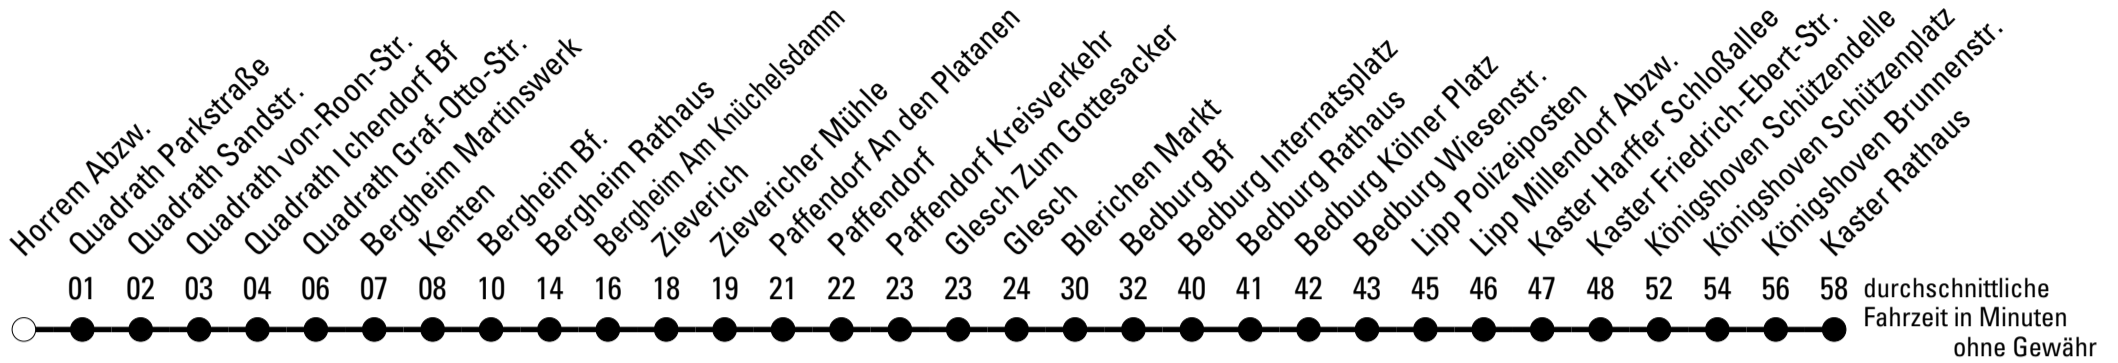 Horrem Abzw.
Quadrath Parkstraße
Quadrath Sandstr.
Quadrath von-Roon-Str.
Quadrath Ichendorf Bf
Quadrath Graf-Otto-Str.
Bergheim Martinswerk
Kenten
Bergheim Bf.
Bergheim Rathaus
Bergheim Am Knüchelsdamm
Zieverich
Zievericher Mühle
Paffendorf An den Platanen
Paffendorf
Paffendorf Kreisverkehr
Glesch Zum Gottesacker
Glesch
Blerichen Markt
Bedburg Bf
Bedburg Internatsplatz
Bedburg Rathaus
Bedburg Kölner Platz
Bedburg Wiesenstr.
Lipp Polizeiposten
Lipp Millendorf Abzw.
Kaster Harffer Schloßallee
Kaster Friedrich-Ebert-Str.
Königshoven Schützendelle
Königshoven Schützenplatz
Königshoven Brunnenstr.
Kaster Rathaus
01 02 03 04 06 07 08 10 14 16 18 19 21 22 23 23 24 30 32 40 41 42 43 45 46 47 48 52 54 56 58
durchschnittliche
Fahrzeit in Minuten
ohne Gewähr